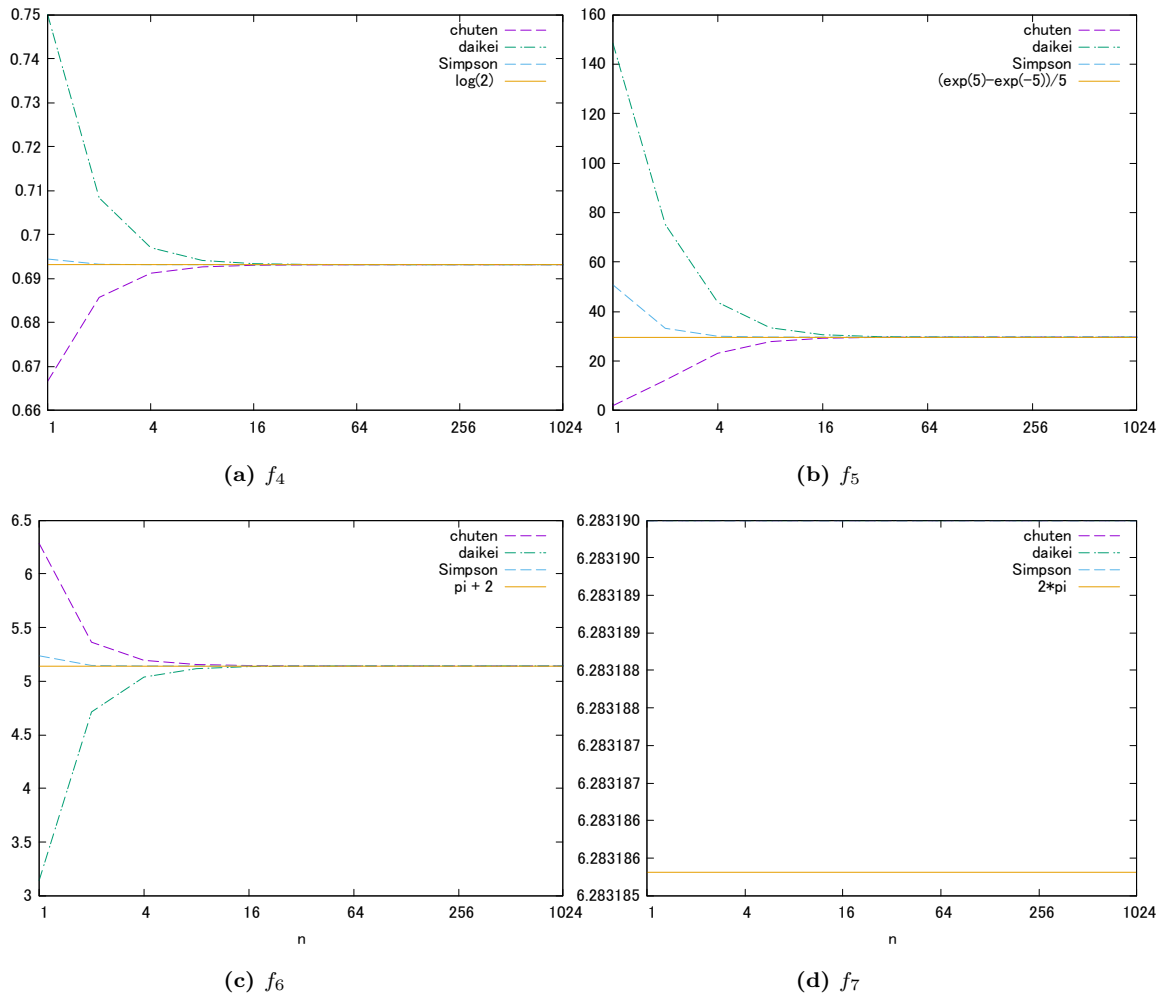 0.75
0.74
0.73
0.72
0.71
0.7
0.69
0.68
0.67
0.66
1 4 16 64 256 1024
chuten
daikei
Simpson
log(2)
(a) f4
160
140
120
100
80
60
40
20
0
1 4 16 64 256 1024
chuten
daikei
Simpson
(exp(5)-exp(-5))/5
(b) f5
6.5
6
5.5
5
4.5
4
3.5
3
1 4 16 64 256 1024
n
chuten
daikei
Simpson
pi + 2
(c) f6
6.283190
6.283190
6.283189
6.283189
6.283188
6.283188
6.283187
6.283187
6.283186
6.283186
6.283185
1 4 16 64 256 1024
n
chuten
daikei
Simpson
2*pi
(d) f7